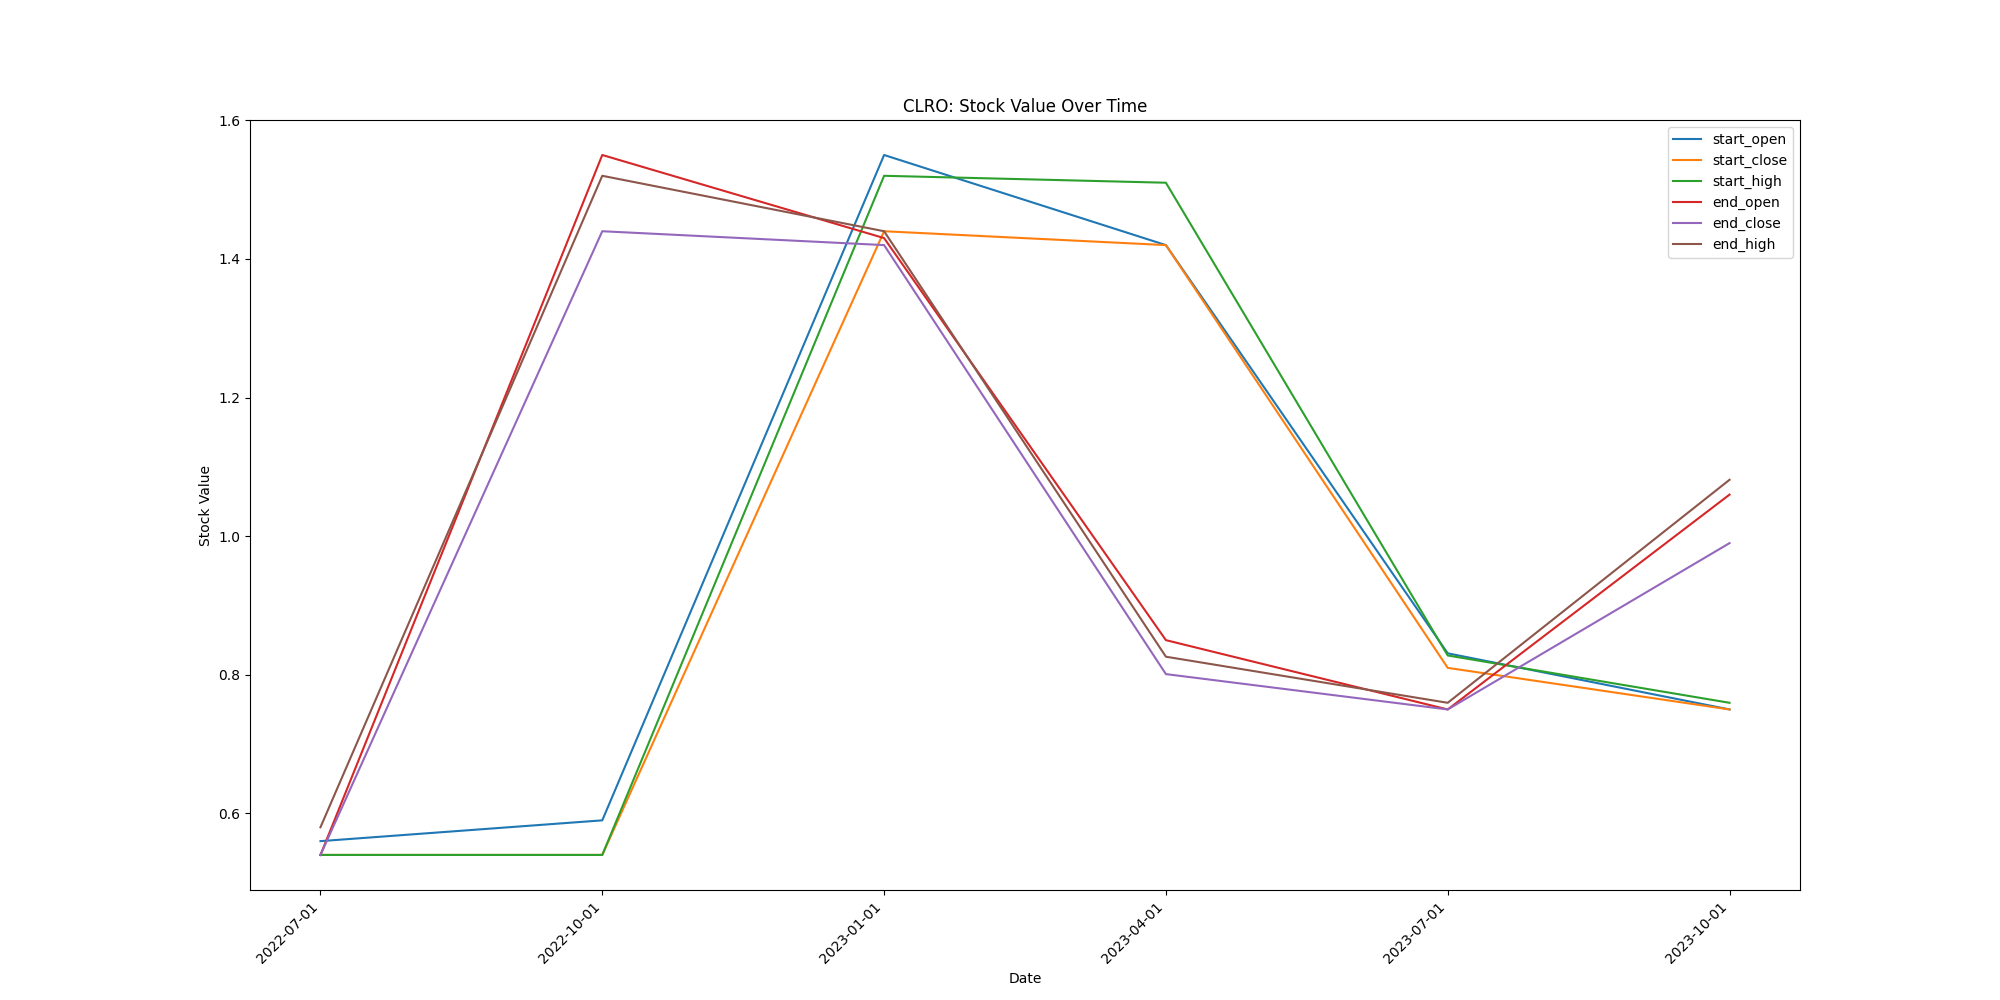 CLRO: Stock Value Over Time
start_open
start_close
start_high
end_open
end_close
end_high
Stock Value
1.6
1.4
1.2
1.0
0.8
0.6
2022-07-01
2022-10-01
2023-01-01
2023-04-01
2023-07-01
2023-10-01
Date